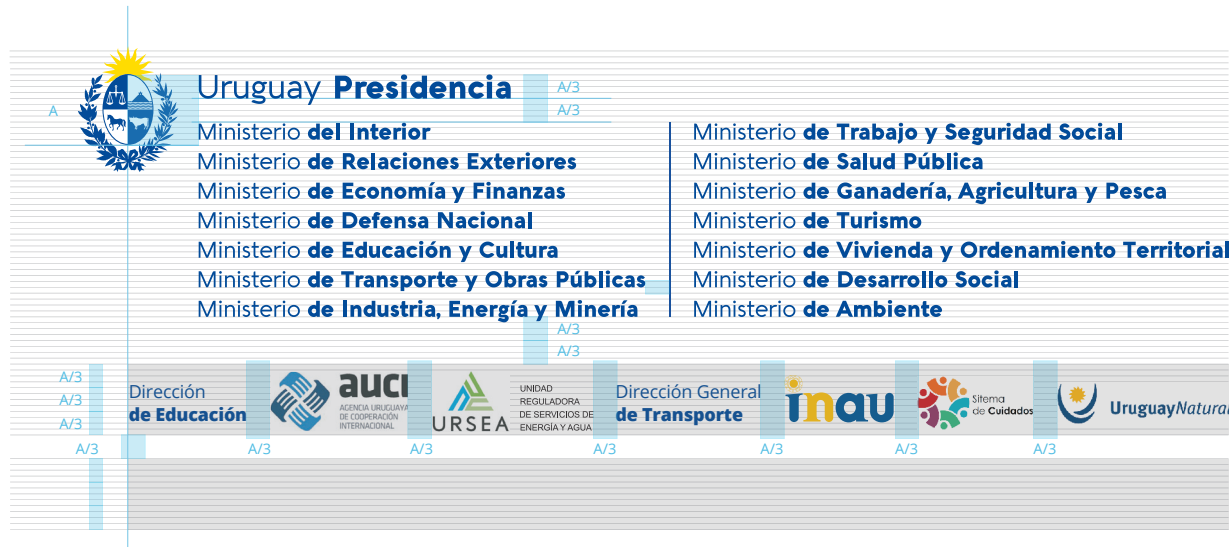 Uruguay Presidencia
A/3
A
A/3
Ministerio del Interior
Ministerio de Relaciones Exteriores
Ministerio de Economía y Finanzas
Ministerio de Defensa Nacional
Ministerio de Educación y Cultura
Ministerio de Transporte y Obras Públicas
Ministerio de Industria, Energía y Minería
Ministerio de Trabajo y Seguridad Social
Ministerio de Salud Pública
Ministerio de Ganadería, Agricultura y Pesca
Ministerio de Turismo
Ministerio de Vivienda y Ordenamiento Territorial
Ministerio de Desarrollo Social
Ministerio de Ambiente
A/3
A/3
A/3
A/3
A/3
Dirección
de Educación
auci
AGENCIA URUGUAYA
DE COOPERACIÓN
INTERNACIONAL
URSEA
UNIDAD
REGULADORA
DE SERVICIOS DE
ENERGÍA Y AGUA
Dirección General
de Transporte
inau
Sitema
de Cuidados
UruguayNatural
A/3
A/3
A/3
A/3
A/3
A/3
A/3